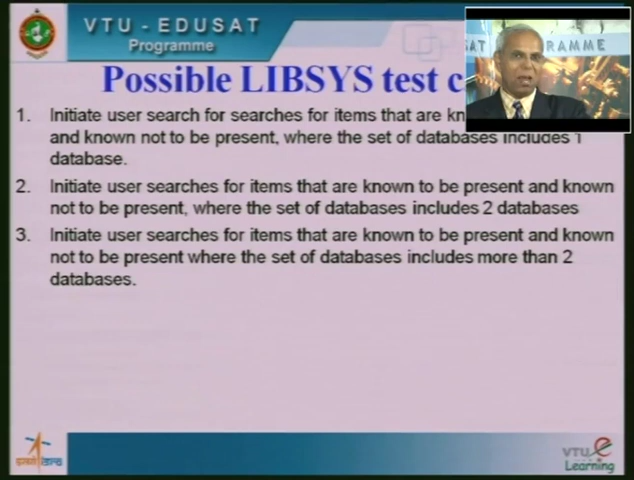 VTU - EDUSAT
Programme
SAT PROGRAMME
Possible LIBSYS test c
1. Initiate user search for searches for items that are kn
and known not to be present, where the set of databases includes 1
database.
2. Initiate user searches for items that are known to be present and known
not to be present, where the set of databases includes 2 databases
3. Initiate user searches for items that are known to be present and known
not to be present where the set of databases includes more than 2
databases.
VTU e
Learning